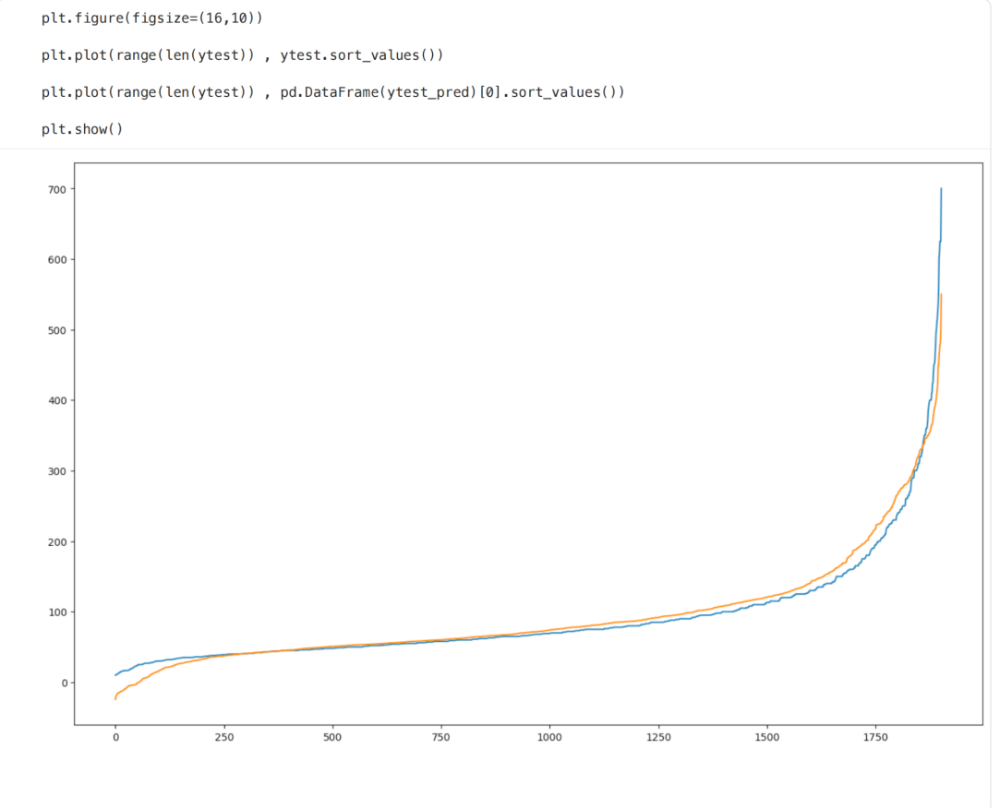 plt.figure(figsize=(16,10))
plt.plot(range(len(ytest)) , ytest.sort_values())
plt.plot(range(len(ytest)) , pd.DataFrame(ytest_pred)[0].sort_values())
plt.show()
700
600
500
400
300
200
100
0
0 250 500 750 1000 1250 1500 1750